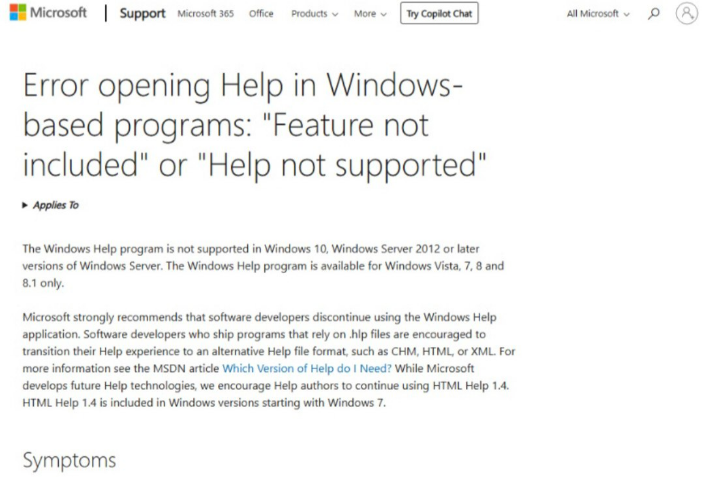 Microsoft | Support Microsoft 365 Office Products More Try Copilot Chat All Microsoft
Error opening Help in Windows-
based programs: "Feature not
included" or "Help not supported"
Applies To
The Windows Help program is not supported in Windows 10, Windows Server 2012 or later
versions of Windows Server. The Windows Help program is available for Windows Vista, 7, 8 and
8.1 only.
Microsoft strongly recommends that software developers discontinue using the Windows Help
application. Software developers who ship programs that rely on .hlp files are encouraged to
transition their Help experience to an alternative Help file format, such as CHM, HTML, or XML. For
more information see the MSDN article Which Version of Help do I Need? While Microsoft
develops future Help technologies, we encourage Help authors to continue using HTML Help 1.4.
HTML Help 1.4 is included in Windows versions starting with Windows 7.
Symptoms